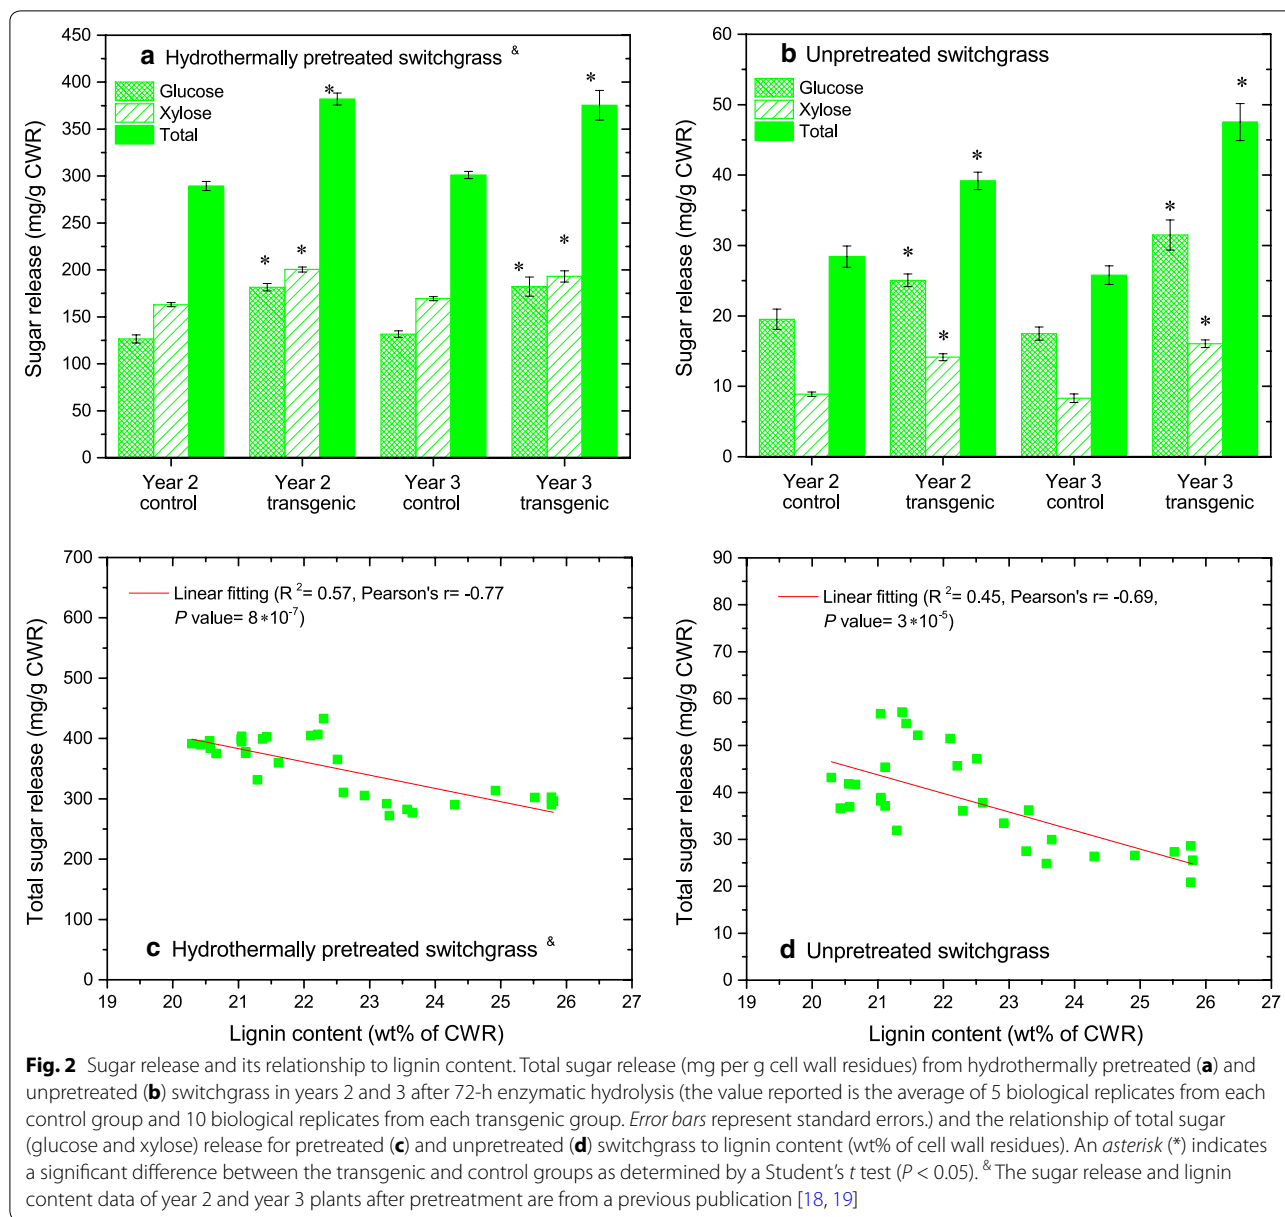 450
400
350
300
250
200
150
100
50
0
Sugar release (mg/g CWR)
a Hydrothermally pretreated switchgrass &
Glucose
Xylose
Total
*
*
*
*
*
*
Year 2 control
Year 2 transgenic
Year 3 control
Year 3 transgenic
60
50
40
30
20
10
0
Sugar release (mg/g CWR)
b Unpretreated switchgrass
Glucose
Xylose
Total
*
*
*
*
*
*
Year 2 control
Year 2 transgenic
Year 3 control
Year 3 transgenic
700
600
500
400
300
200
100
0
Total sugar release (mg/g CWR)
Linear fitting (R²= 0.57, Pearson's r= -0.77
P value= 8*10⁻⁷)
c Hydrothermally pretreated switchgrass &
19 20 21 22 23 24 25 26 27
Lignin content (wt% of CWR)
90
80
70
60
50
40
30
20
10
0
Total sugar release (mg/g CWR)
Linear fitting (R²= 0.45, Pearson's r= -0.69,
P value= 3*10⁻⁵)
d Unpretreated switchgrass
19 20 21 22 23 24 25 26 27
Lignin content (wt% of CWR)
Fig. 2 Sugar release and its relationship to lignin content. Total sugar release (mg per g cell wall residues) from hydrothermally pretreated (a) and
unpretreated (b) switchgrass in years 2 and 3 after 72-h enzymatic hydrolysis (the value reported is the average of 5 biological replicates from each
control group and 10 biological replicates from each transgenic group. Error bars represent standard errors.) and the relationship of total sugar
(glucose and xylose) release for pretreated (c) and unpretreated (d) switchgrass to lignin content (wt% of cell wall residues). An asterisk (*) indicates
a significant difference between the transgenic and control groups as determined by a Student's t test (P < 0.05). & The sugar release and lignin
content data of year 2 and year 3 plants after pretreatment are from a previous publication [18, 19]